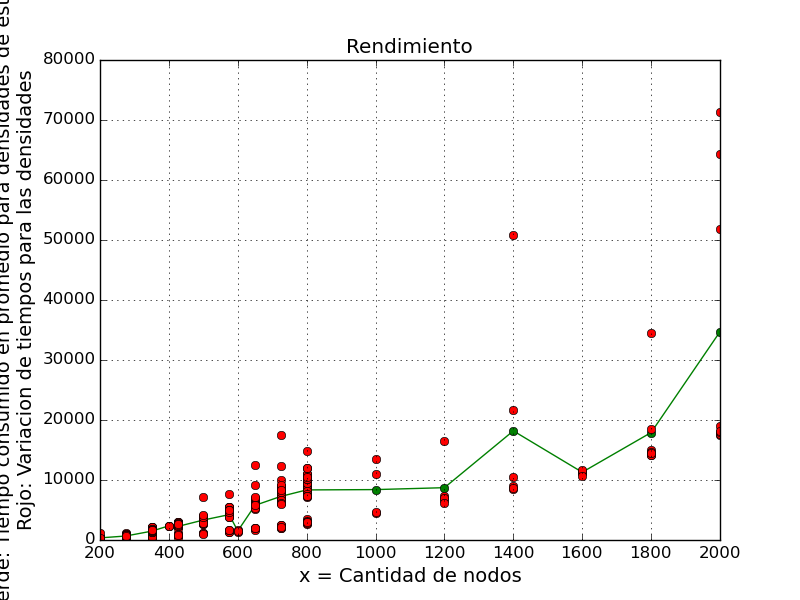 Rendimiento
Tiempo consumido en promedio para densidades de
Rojo: Variacion de tiempos para las densidades
80000
70000
60000
50000
40000
30000
20000
10000
0
200 400 600 800 1000 1200 1400 1600 1800 2000
x = Cantidad de nodos